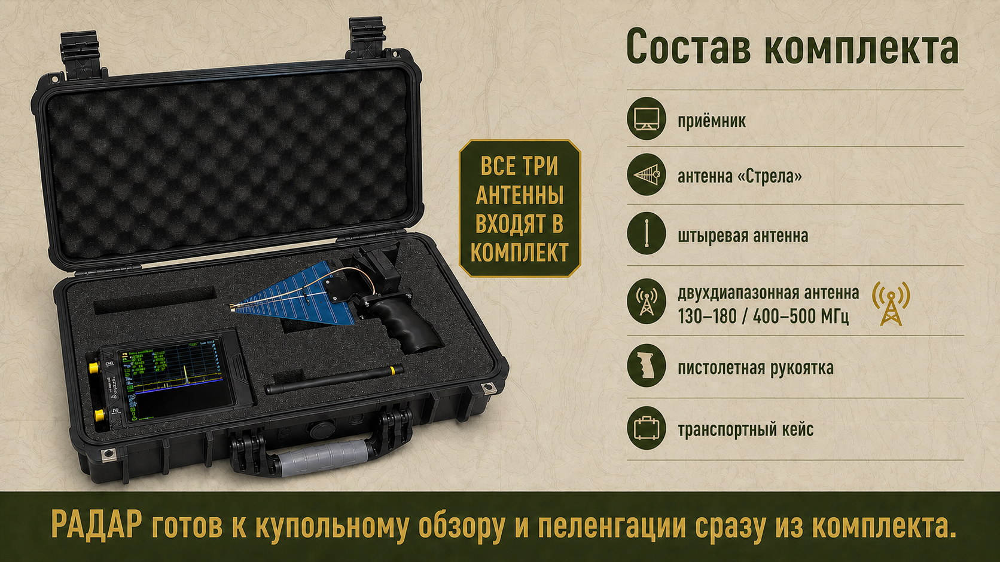 Состав комплекта
приёмник
антенна «Стрела»
штыревая антенна
двухдиапазонная антенна
130–180 / 400–500 МГц
пистолетная рукоятка
транспортный кейс
ВСЕ ТРИ
АНТЕННЫ
ВХОДЯТ В
КОМПЛЕКТ
РАДАР готов к купольному обзору и пеленгации сразу из комплекта.